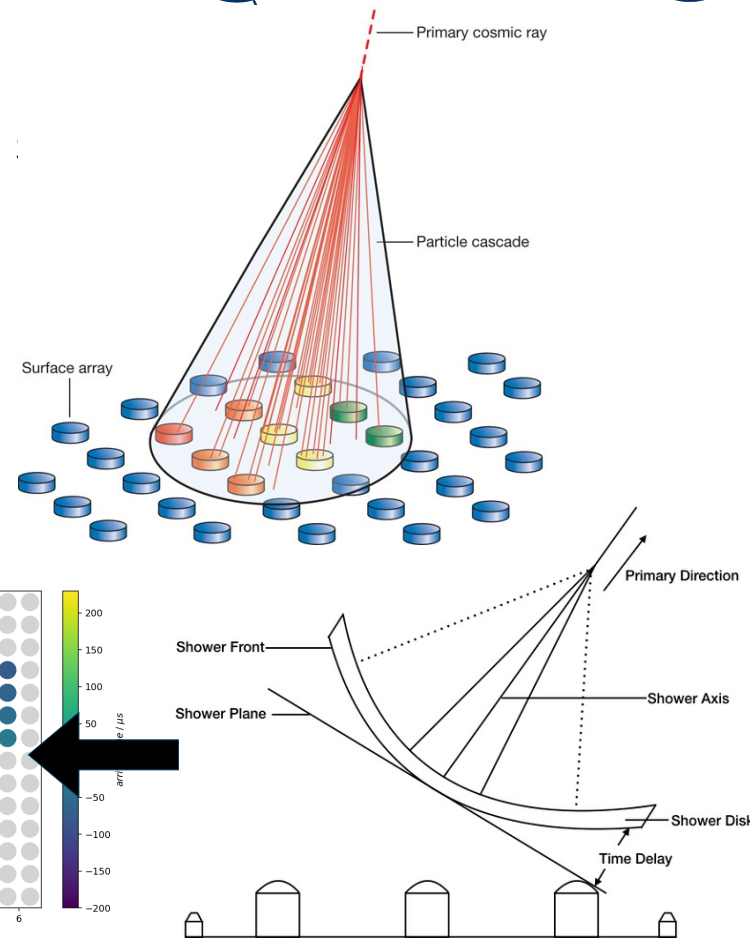 Primary cosmic ray
Particle cascade
Surface array
Primary Direction
Shower Front
Shower Axis
Shower Plane
Shower Disk
Time Delay
200
150
100
50
−50
−100
−150
−200
6